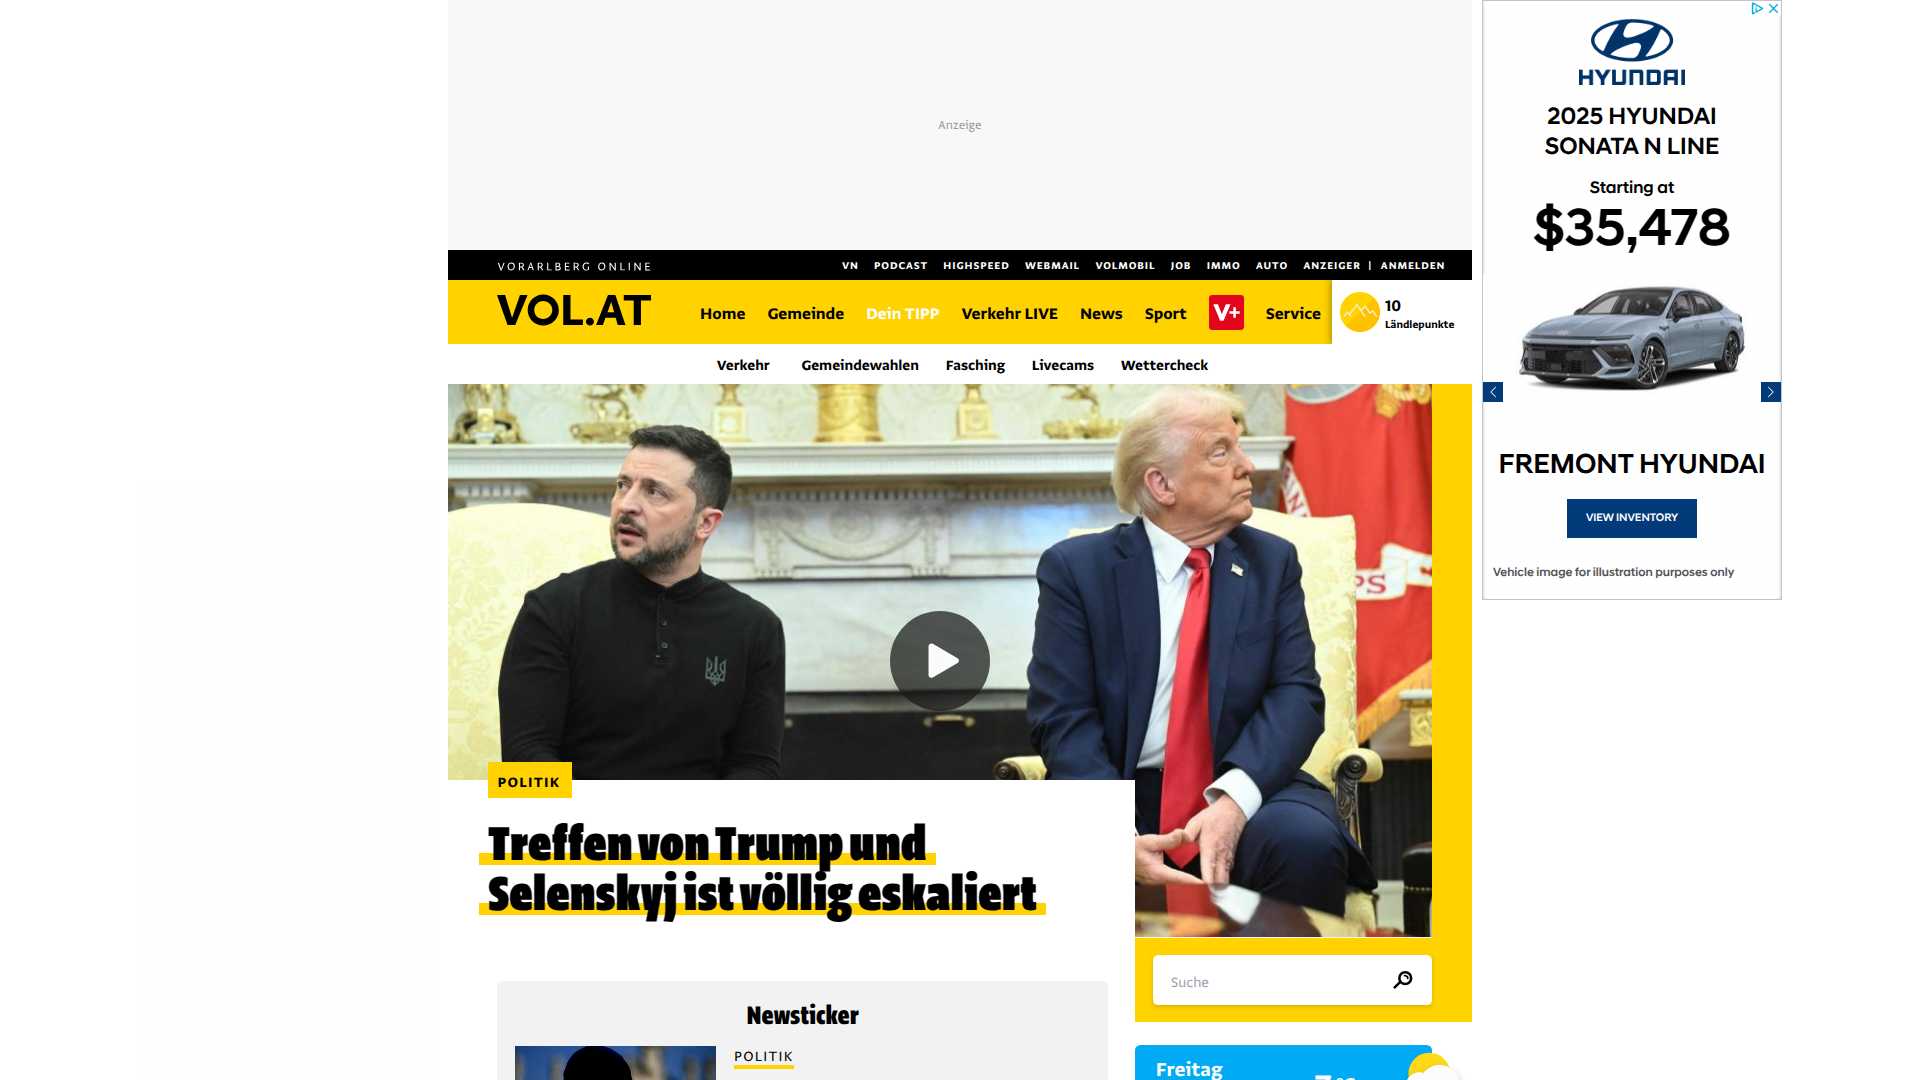 Anzeige
VORARLBERG ONLINE
VN PODCAST HIGHSPEED WEBMAIL VOLMOBIL JOB IMMO AUTO ANZEIGER | ANMELDEN
VOL.AT
Home Gemeinde Dein TIPP Verkehr LIVE News Sport V+ Service
10
Ländlepunkte
Verkehr Gemeindewahlen Fasching Livecams Wettercheck
POLITIK
Treffen von Trump und
Selenskyj ist völlig eskaliert
Suche
Newsticker
POLITIK
Freitag
HYUNDAI
2025 HYUNDAI
SONATA N LINE
Starting at
$35,478
FREMONT HYUNDAI
VIEW INVENTORY
Vehicle image for illustration purposes only